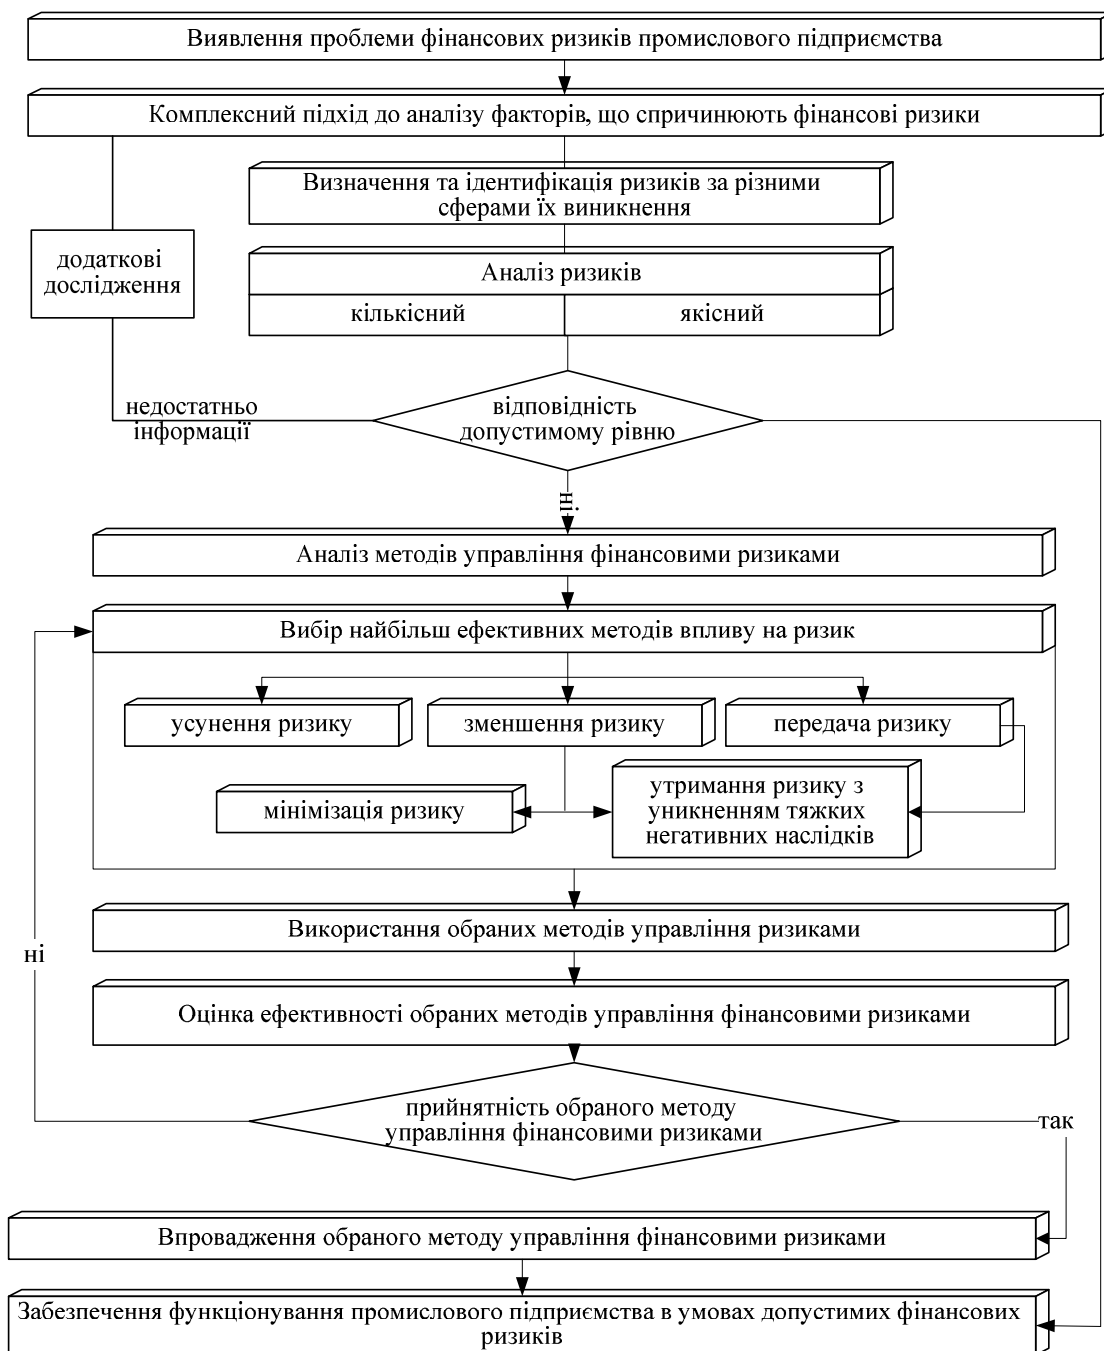 Виявлення проблеми фінансових ризиків промислового підприємства
Комплексний підхід до аналізу факторів, що спричинюють фінансові ризики
Визначення та ідентифікація ризиків за різними
сферами їх виникнення
додаткові
дослідження
Аналіз ризиків
кількісний
якісний
недостатньо
інформації
відповідність
допустимому рівню
ні
Аналіз методів управління фінансовими ризиками
Вибір найбільш ефективних методів впливу на ризик
усунення ризику
зменшення ризику
передача ризику
мінімізація ризику
утримання ризику з
уникненням тяжких
негативних наслідків
Використання обраних методів управління ризиками
ні
Оцінка ефективності обраних методів управління фінансовими ризиками
прийнятність обраного методу
управління фінансовими ризиками
так
Впровадження обраного методу управління фінансовими ризиками
Забезпечення функціонування промислового підприємства в умовах допустимих фінансових
ризиків